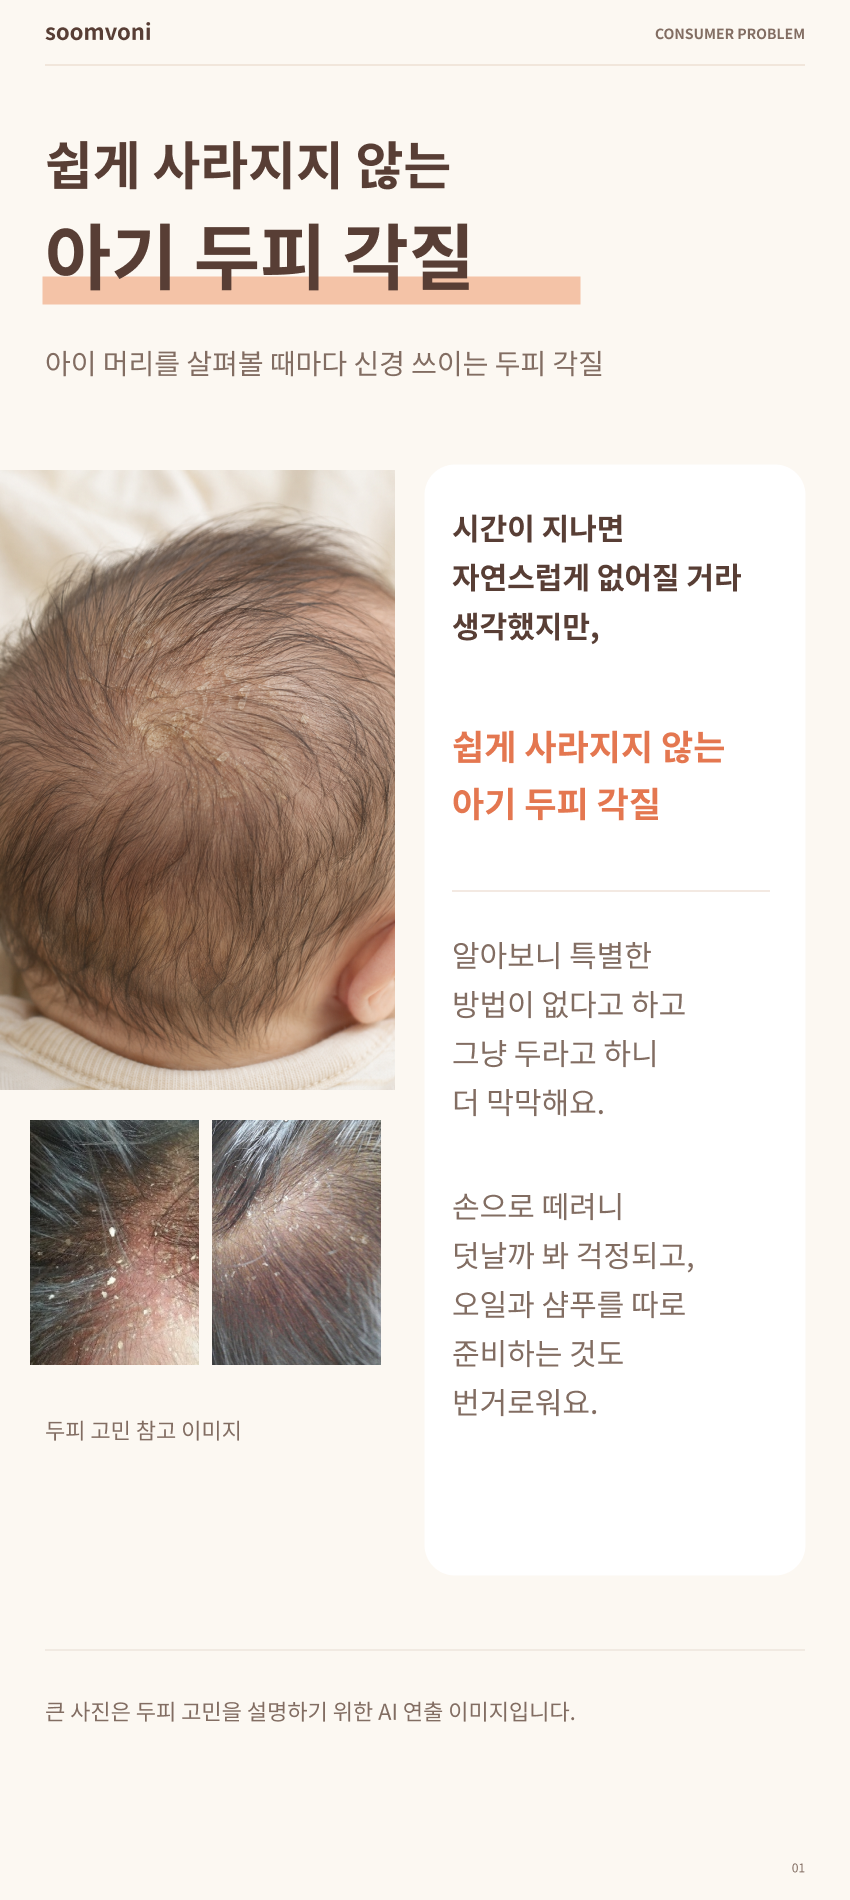 soomvoni
CONSUMER PROBLEM
쉽게 사라지지 않는
아기 두피 각질
아이 머리를 살펴볼 때마다 신경 쓰이는 두피 각질
시간이 지나면
자연스럽게 없어질 거라
생각했지만,
쉽게 사라지지 않는
아기 두피 각질
알아보니 특별한
방법이 없다고 하고
그냥 두라고 하니
더 막막해요.
손으로 떼려니
덧날까 봐 걱정되고,
오일과 샴푸를 따로
준비하는 것도
번거로워요.
두피 고민 참고 이미지
큰 사진은 두피 고민을 설명하기 위한 AI 연출 이미지입니다.
01